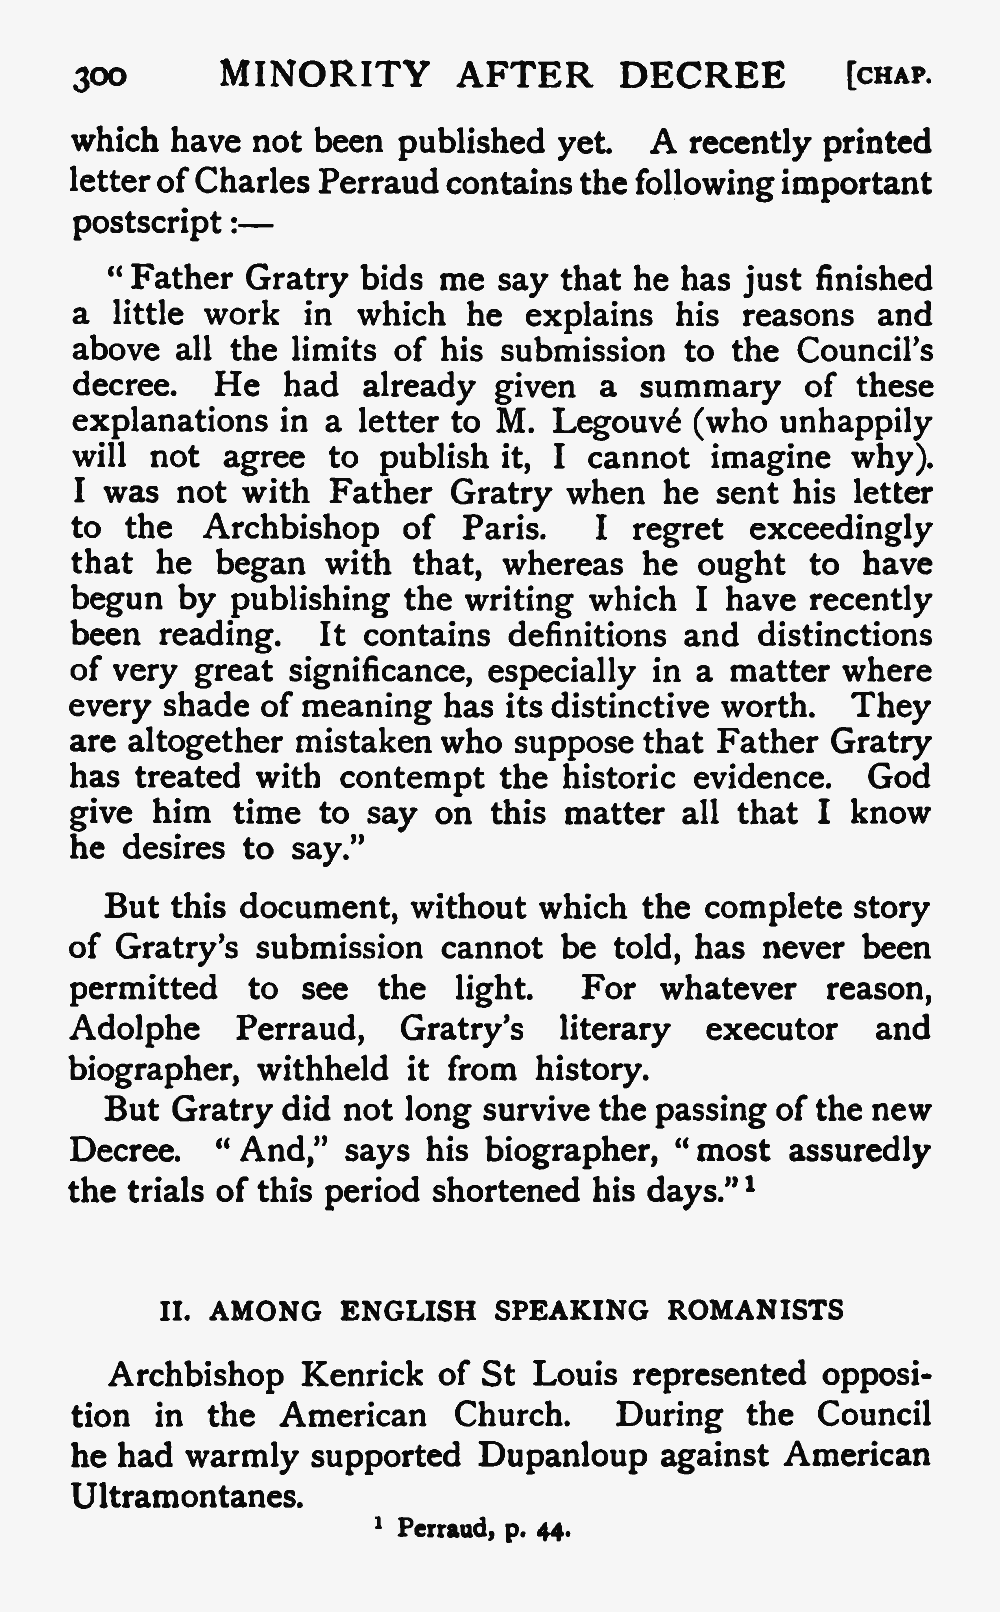 300 MINORITY AFTER DECREE [CHAP.
which have not been published yet. A recently printed
letter of Charles Perraud contains the following important
postscript :—
“Father Gratry bids me say that he has just finished
a little work in which he explains his reasons and
above all the limits of his submission to the Council’s
decree. He had already given a summary of these
explanations in a letter to M. Legouvé (who unhappily
will not agree to publish it, I cannot imagine why).
I was not with Father Gratry when he sent his letter
to the Archbishop of Paris. I regret exceedingly
that he began with that, whereas he ought to have
begun by publishing the writing which I have recently
been reading. It contains definitions and distinctions
of very great significance, especially in a matter where
every shade of meaning has its distinctive worth. They
are altogether mistaken who suppose that Father Gratry
has treated with contempt the historic evidence. God
give him time to say on this matter all that I know
he desires to say.”
But this document, without which the complete story
of Gratry’s submission cannot be told, has never been
permitted to see the light. For whatever reason,
Adolphe Perraud, Gratry’s literary executor and
biographer, withheld it from history.
But Gratry did not long survive the passing of the new
Decree. “And,” says his biographer, “most assuredly
the trials of this period shortened his days.”¹
II. AMONG ENGLISH SPEAKING ROMANISTS
Archbishop Kenrick of St Louis represented opposi-
tion in the American Church. During the Council
he had warmly supported Dupanloup against American
Ultramontanes.
¹ Perraud, p. 44.